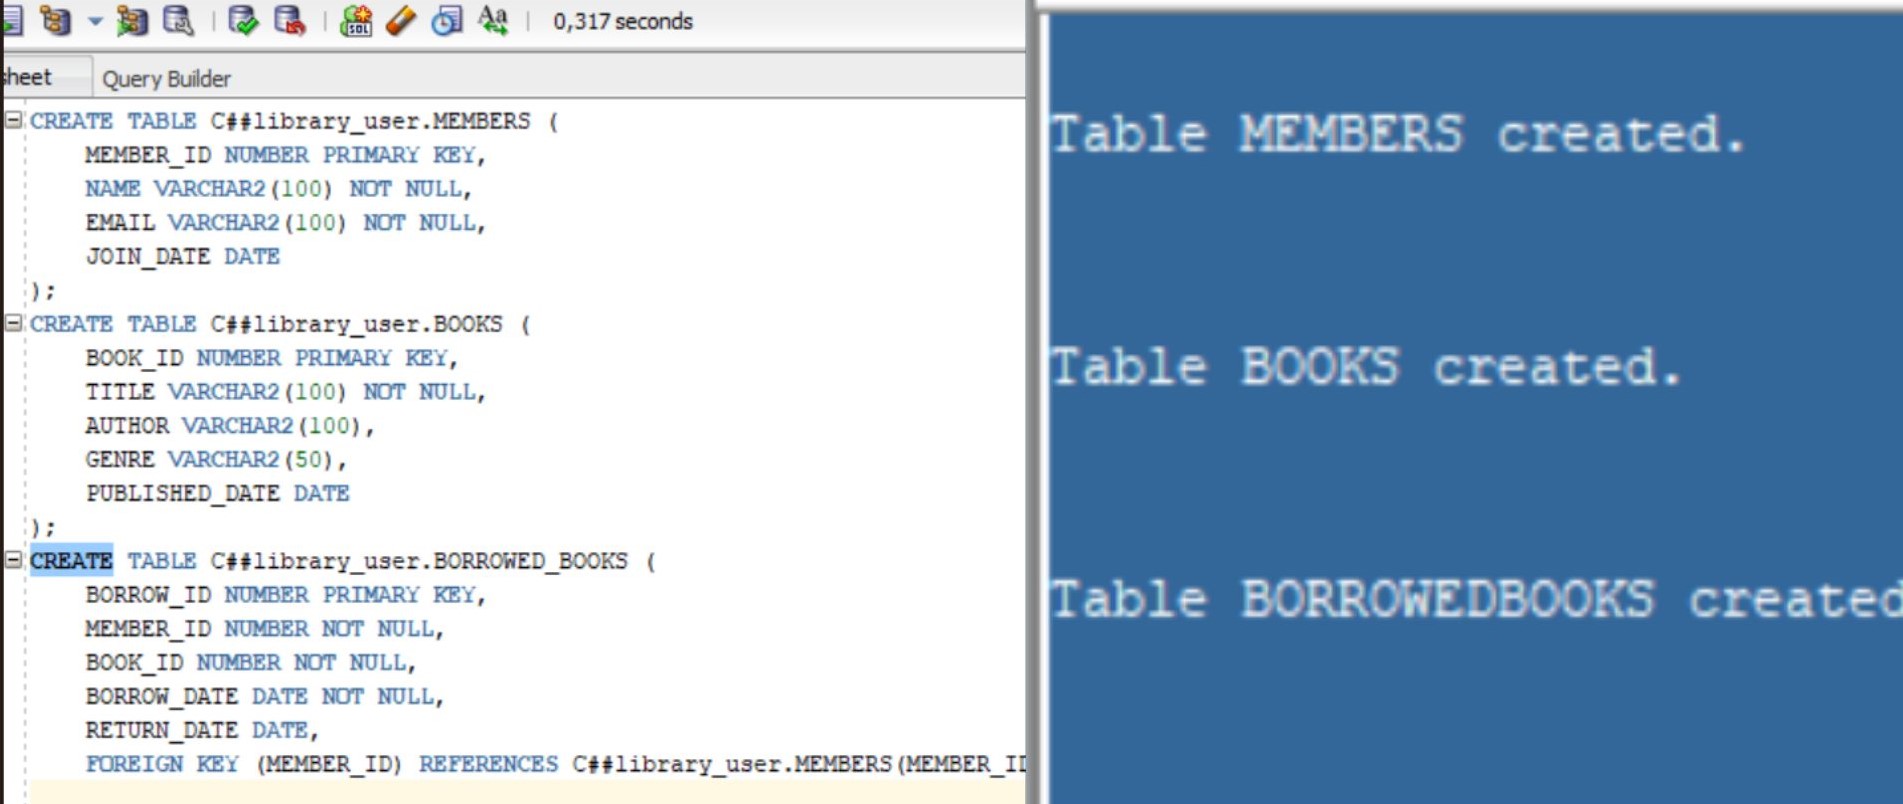 0,317 seconds
sheet Query Builder
CREATE TABLE C##library_user.MEMBERS (
MEMBER_ID NUMBER PRIMARY KEY,
NAME VARCHAR2(100) NOT NULL,
EMAIL VARCHAR2(100) NOT NULL,
JOIN_DATE DATE
);
CREATE TABLE C##library_user.BOOKS (
BOOK_ID NUMBER PRIMARY KEY,
TITLE VARCHAR2(100) NOT NULL,
AUTHOR VARCHAR2(100),
GENRE VARCHAR2(50),
PUBLISHED_DATE DATE
);
CREATE TABLE C##library_user.BORROWED_BOOKS (
BORROW_ID NUMBER PRIMARY KEY,
MEMBER_ID NUMBER NOT NULL,
BOOK_ID NUMBER NOT NULL,
BORROW_DATE DATE NOT NULL,
RETURN_DATE DATE,
FOREIGN KEY (MEMBER_ID) REFERENCES C##library_user.MEMBERS(MEMBER_ID
Table MEMBERS created.
Table BOOKS created.
Table BORROWEDBOOKS created